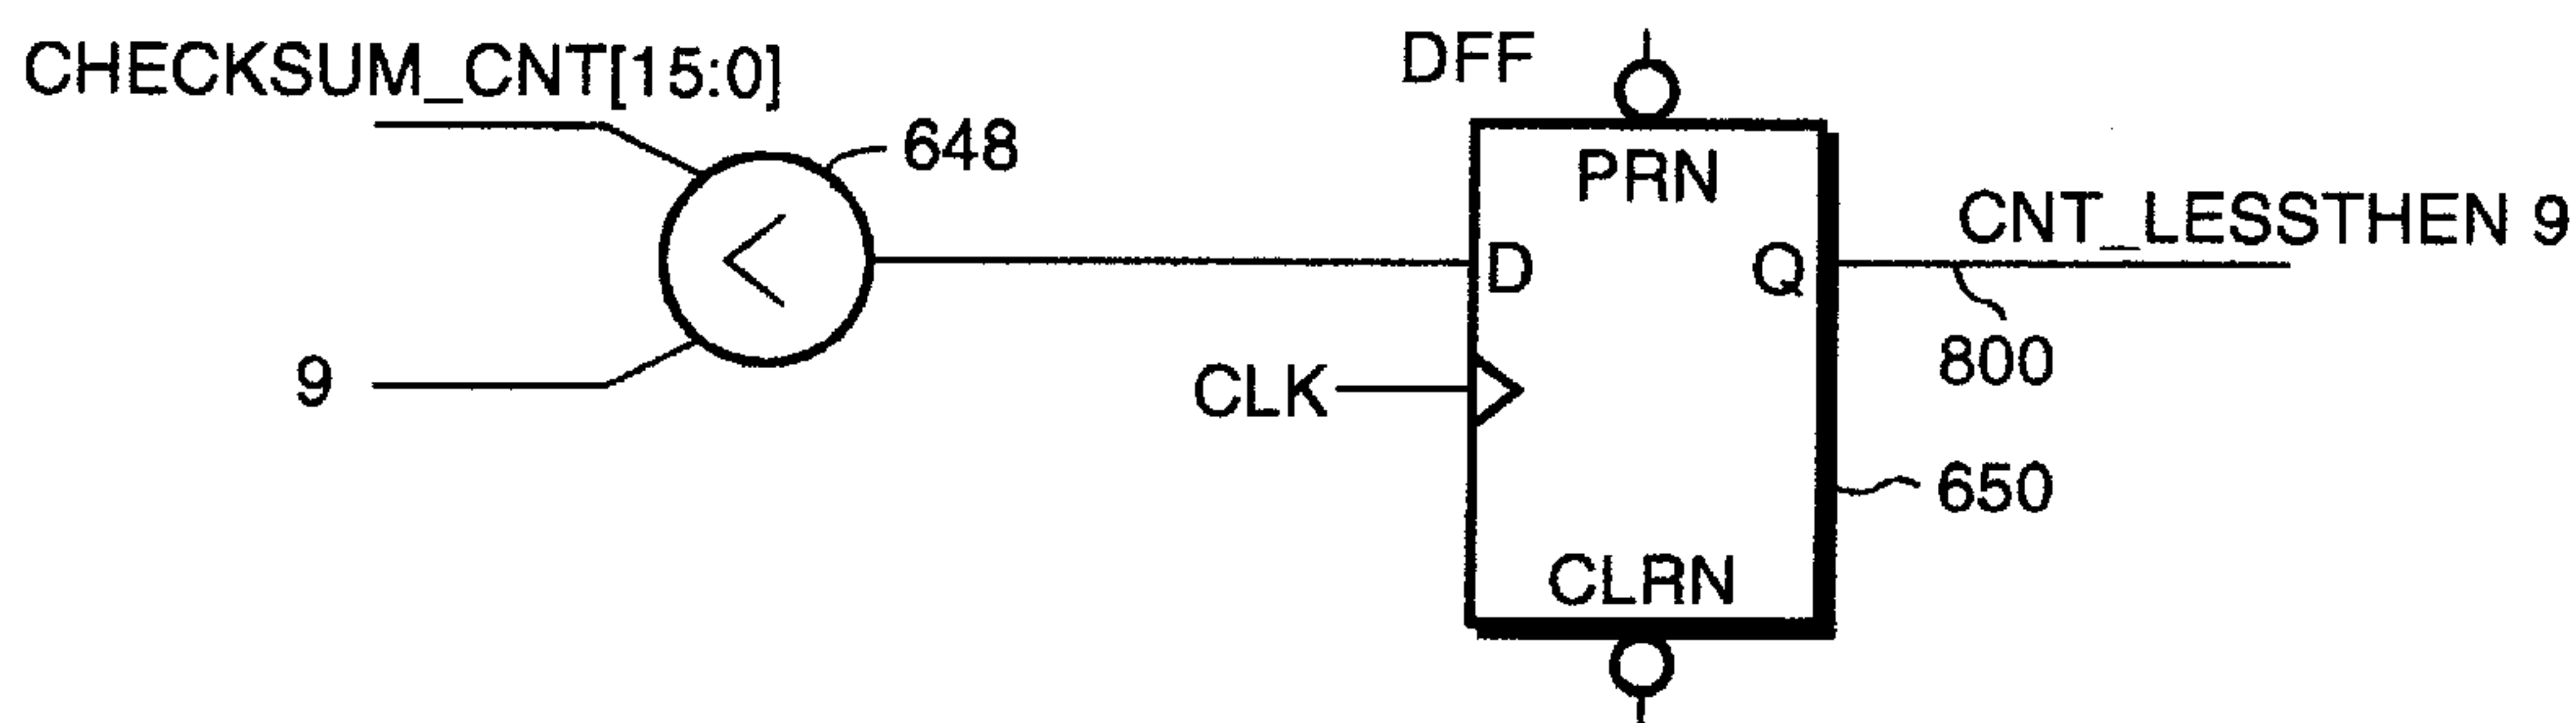 CHECKSUM_CNT[15:0]
648
9
DFF
PRN
D
Q
CLK
CLRN
CNT_LESSTHEN 9
800
650